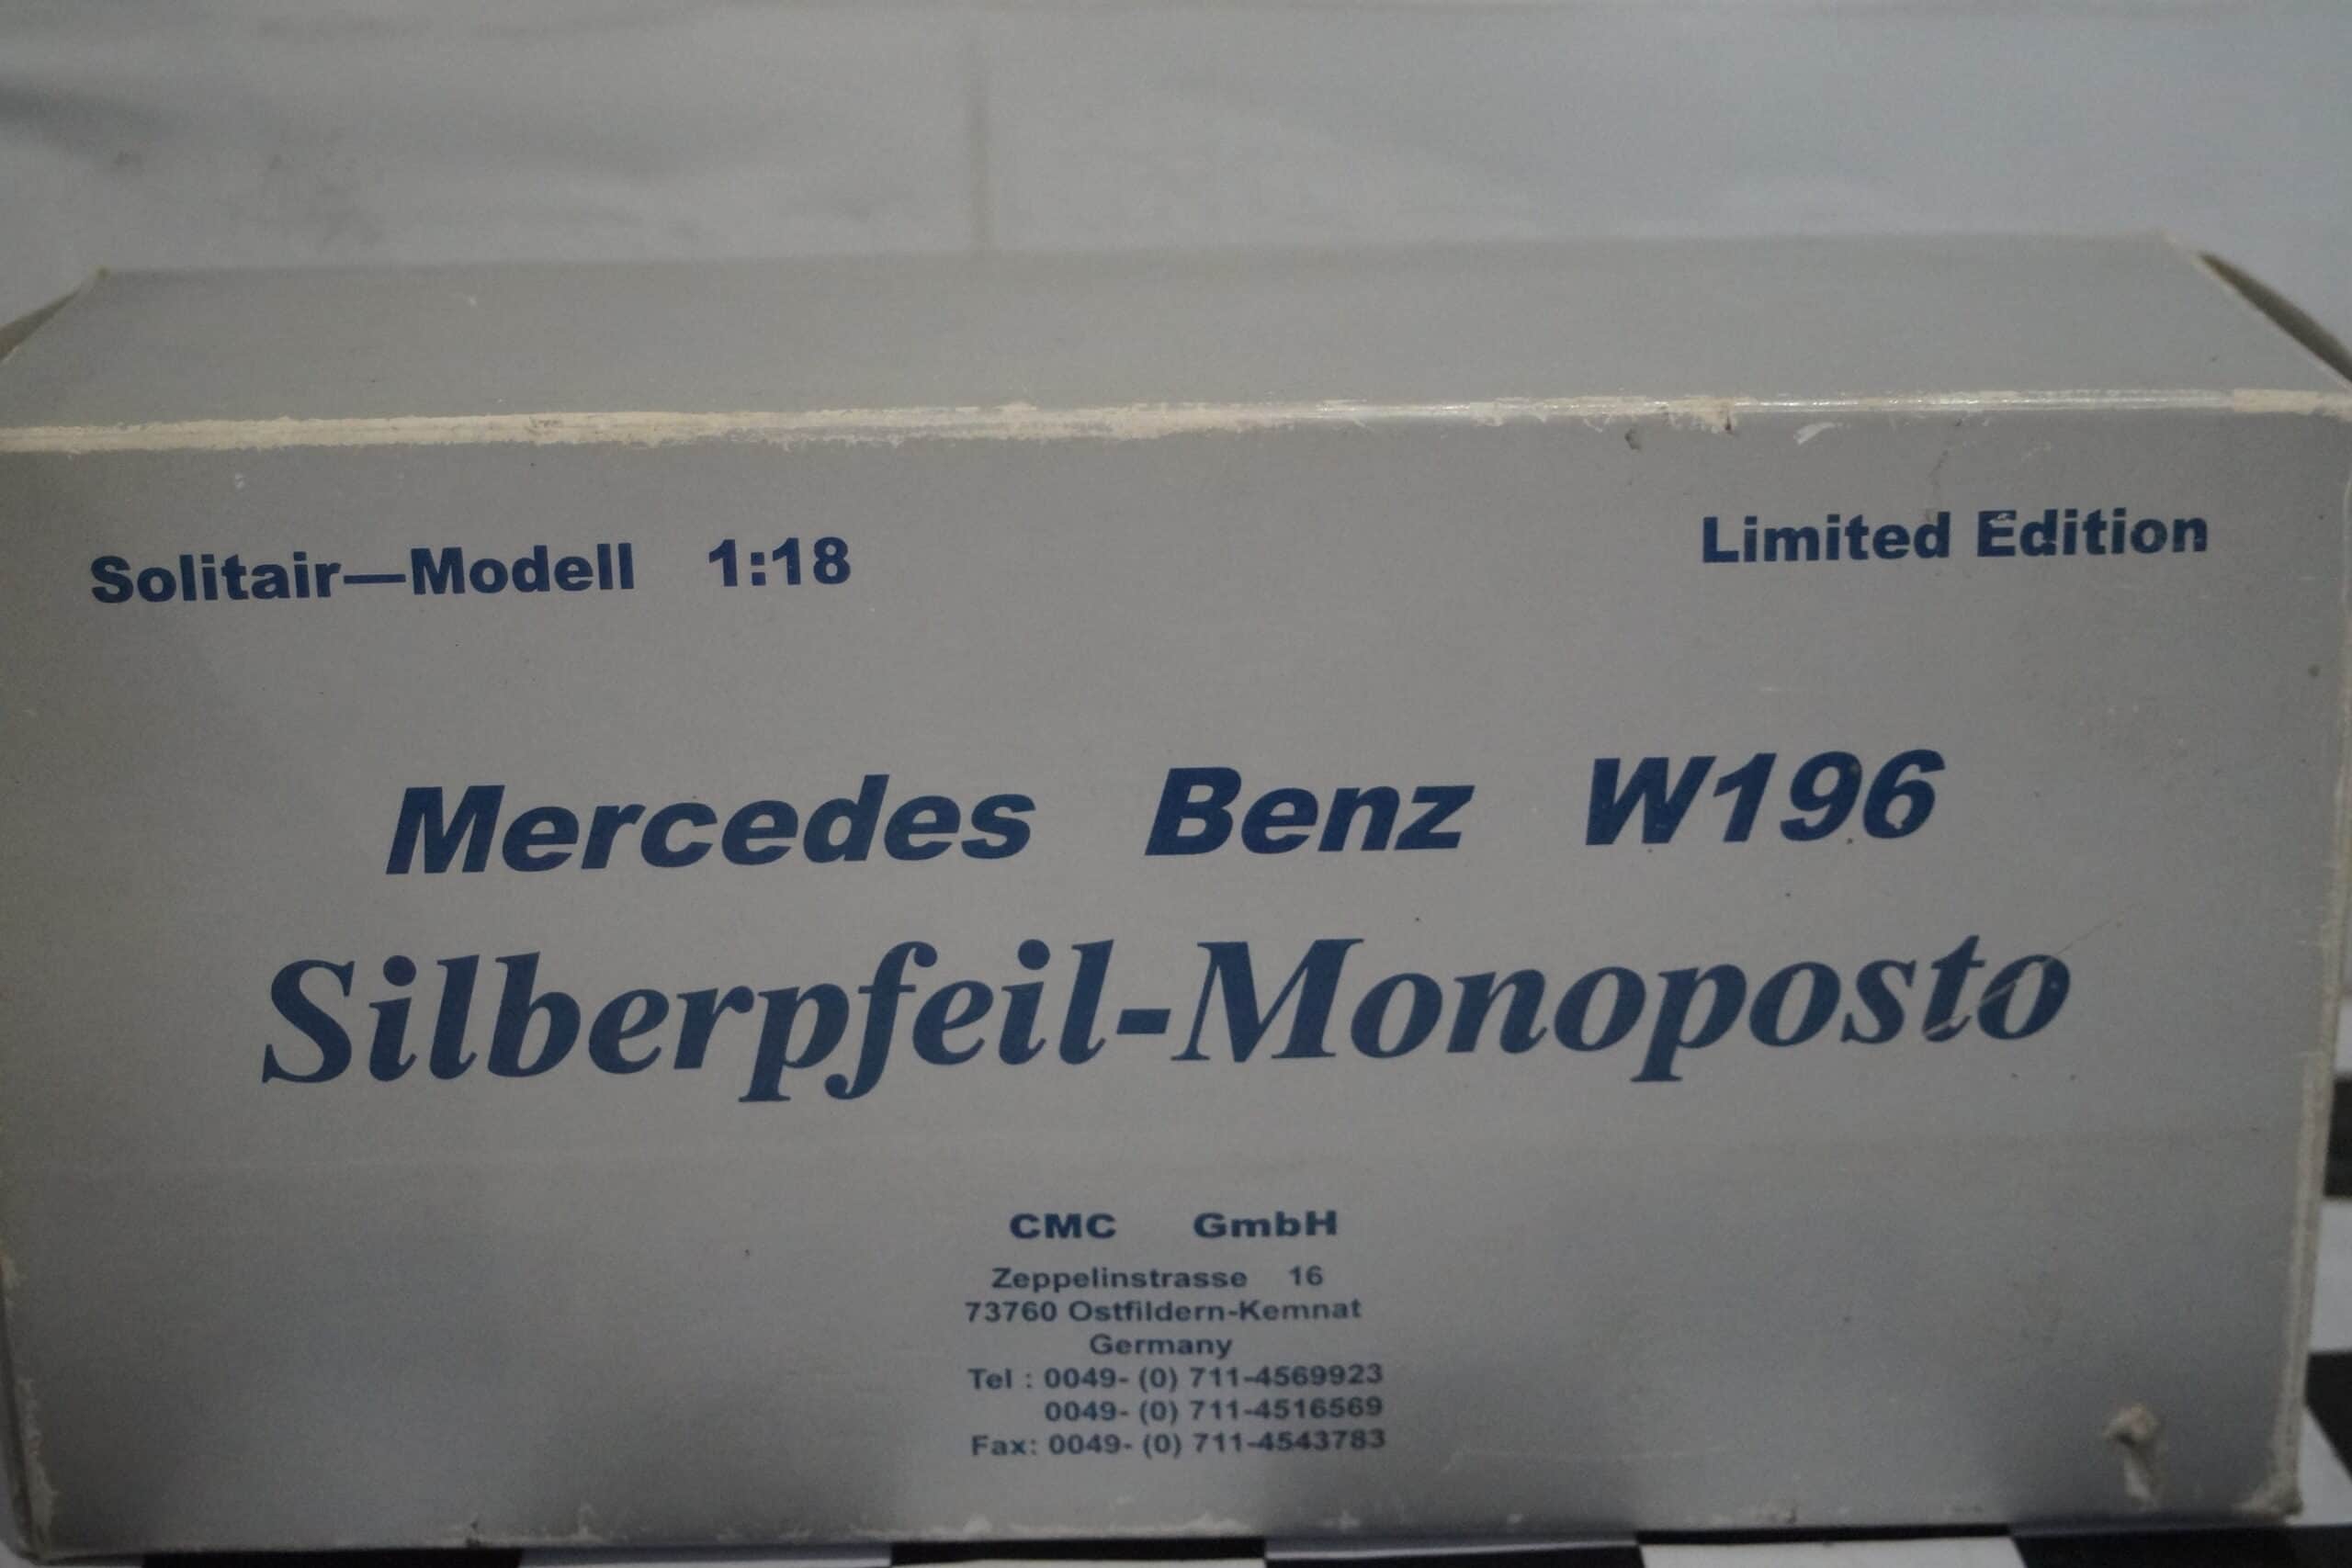 Solitair—Modell 1:18
Limited Edition
Mercedes Benz W196
Silberpfeil-Monoposto
CMC GmbH
Zeppelinstrasse 16
73760 Ostfildern-Kemnat
Germany
Tel : 0049- (0) 711-4569923
0049- (0) 711-4516569
Fax: 0049- (0) 711-4543783